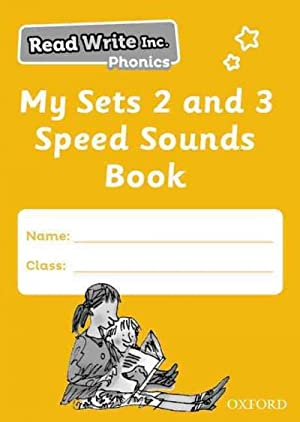 Read Write Inc.
Phonics
My Sets 2 and 3
Speed Sounds
Book
Name:
Class:
OXFORD